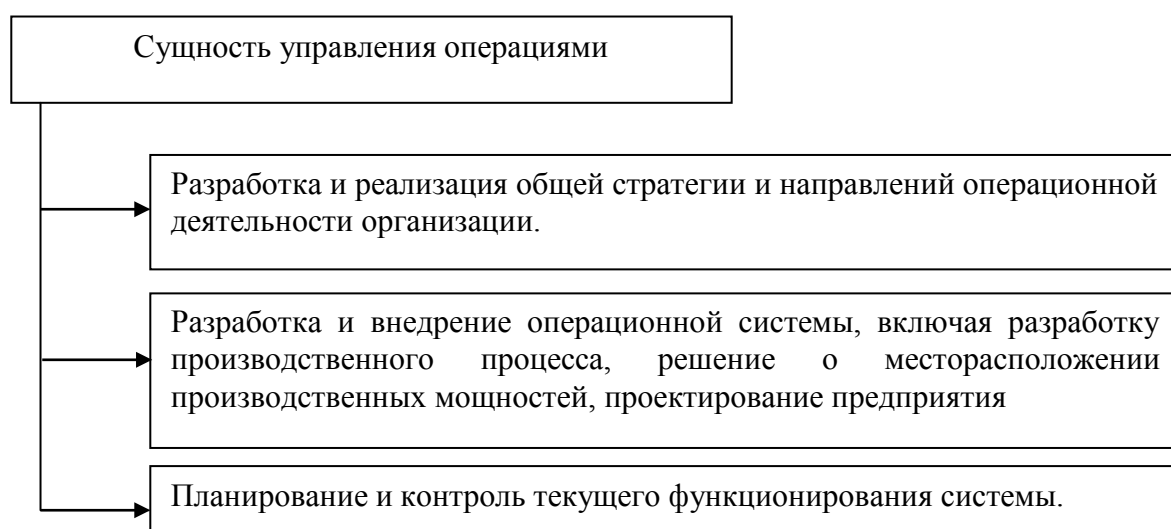 Сущность управления операциями
Разработка и реализация общей стратегии и направлений операционной
деятельности организации.
Разработка и внедрение операционной системы, включая разработку
производственного процесса, решение о месторасположении
производственных мощностей, проектирование предприятия
Планирование и контроль текущего функционирования системы.